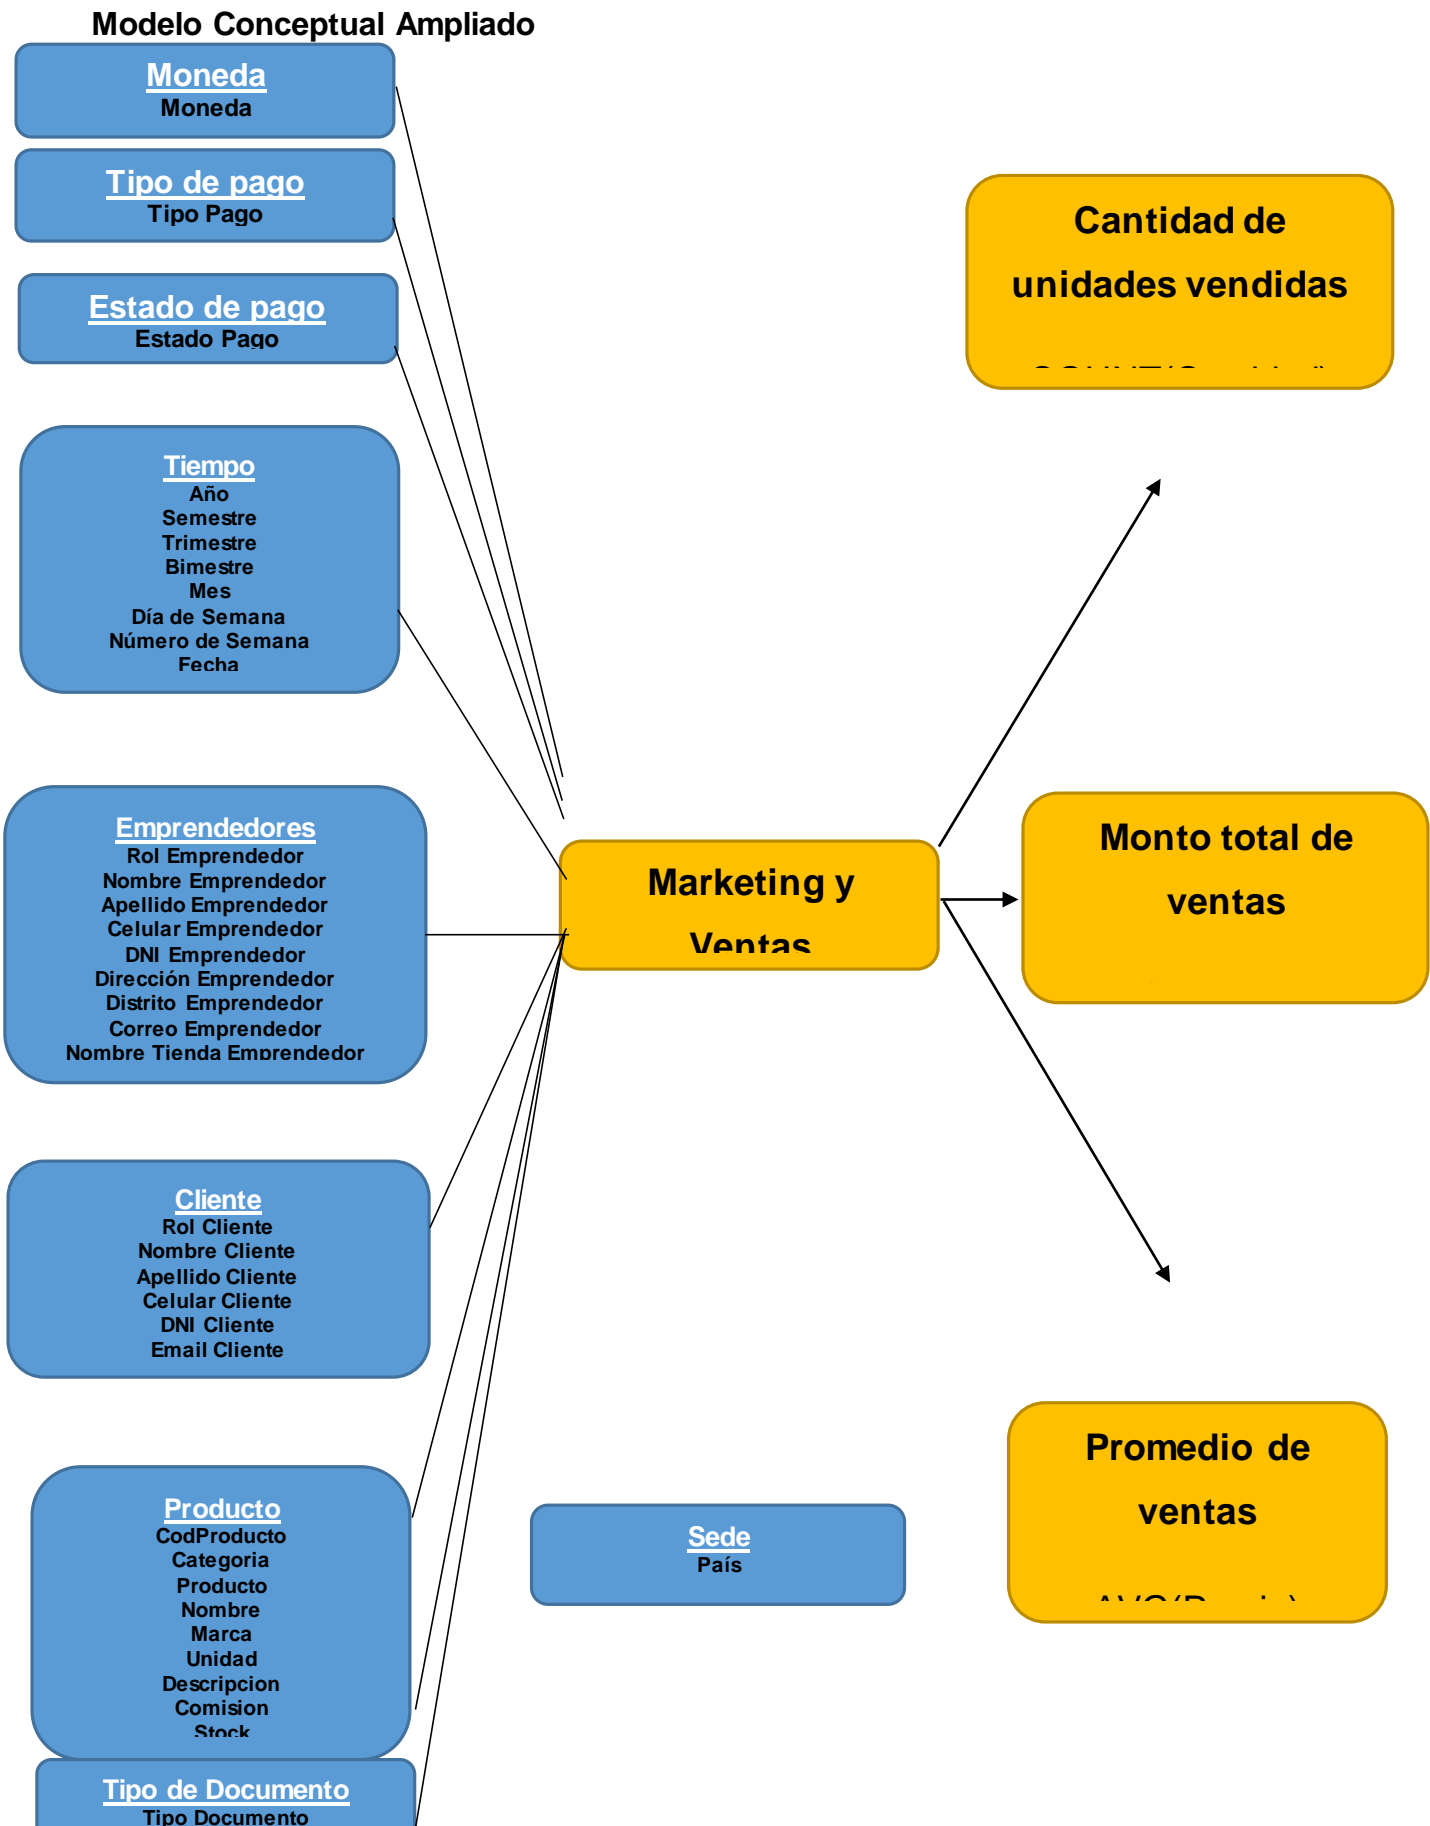 Modelo Conceptual Ampliado
Moneda
Moneda
Tipo de pago
Tipo Pago
Estado de pago
Estado Pago
Tiempo
Año
Semestre
Trimestre
Bimestre
Mes
Día de Semana
Número de Semana
Fecha
Emprendedores
Rol Emprendedor
Nombre Emprendedor
Apellido Emprendedor
Celular Emprendedor
DNI Emprendedor
Dirección Emprendedor
Distrito Emprendedor
Correo Emprendedor
Nombre Tienda Emprendedor
Cliente
Rol Cliente
Nombre Cliente
Apellido Cliente
Celular Cliente
DNI Cliente
Email Cliente
Producto
CodProducto
Categoria
Producto
Nombre
Marca
Unidad
Descripcion
Comision
Stock
Tipo de Documento
Tipo Documento
Marketing y
Ventas
Sede
País
Cantidad de
unidades vendidas
Monto total de
ventas
Promedio de
ventas